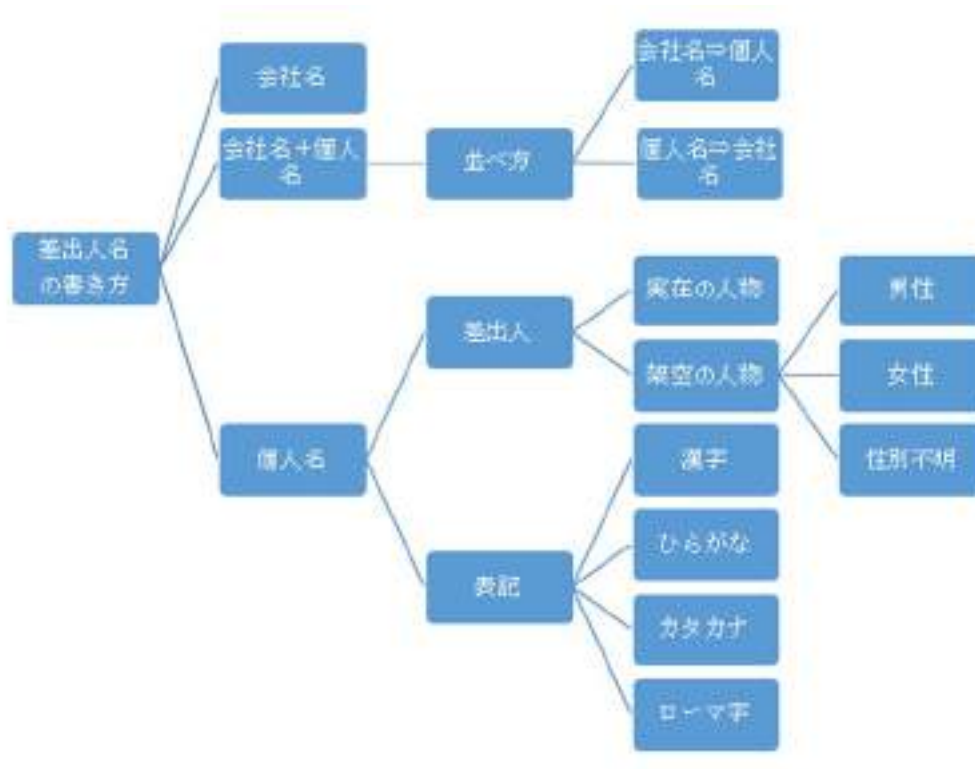 差出人名
の書き方
会社名
会社名＋個人
名
個人名
並べ方
差出人
表記
会社名⇒個人
名
個人名⇒会社
名
実在の人物
架空の人物
漢字
ひらがな
カタカナ
ローマ字
男性
女性
性別不明